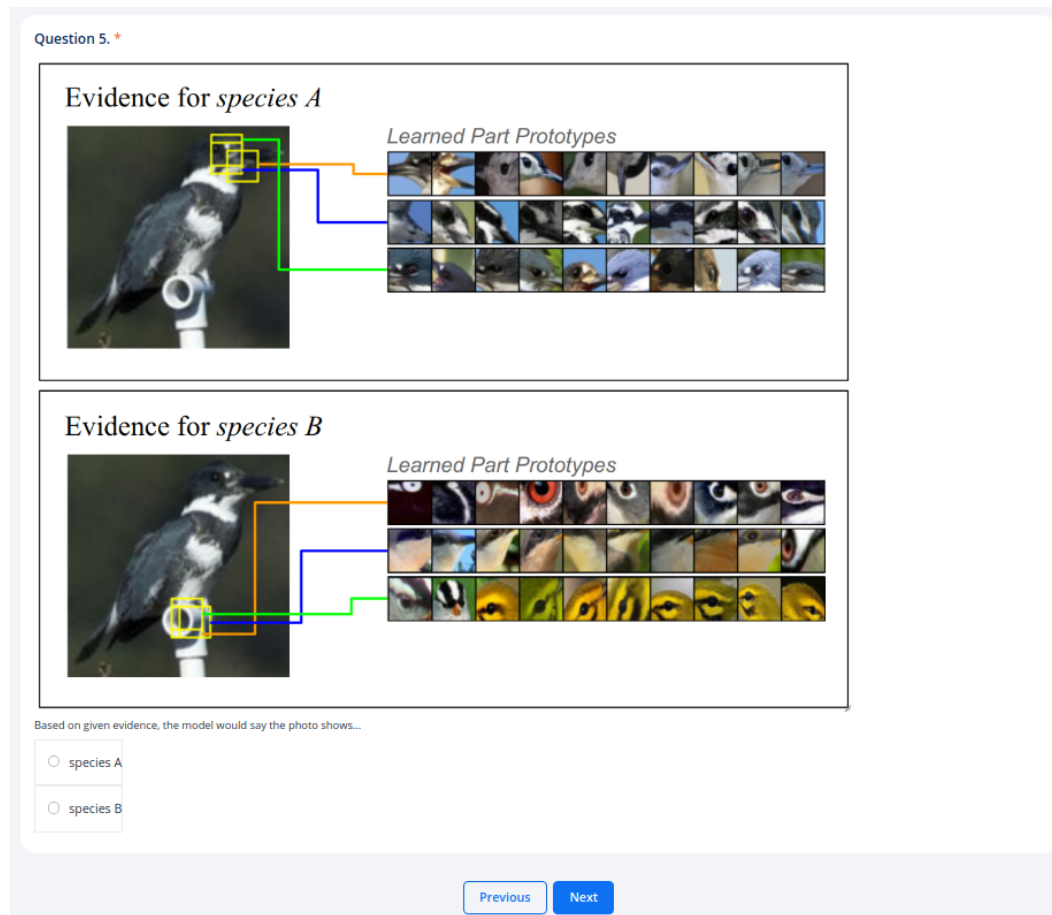 Question 5. *
Evidence for species A
Learned Part Prototypes
Evidence for species B
Learned Part Prototypes
Based on given evidence, the model would say the photo shows...
species A
species B
Previous
Next